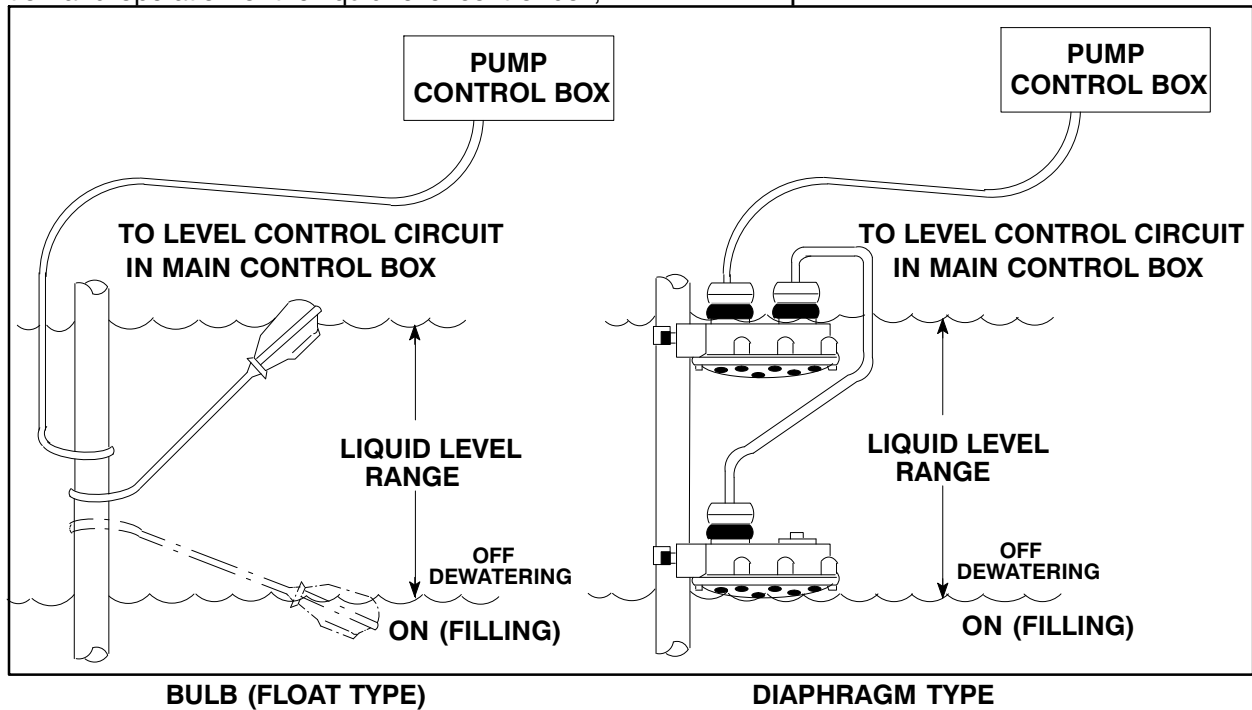 PUMP
CONTROL BOX
TO LEVEL CONTROL CIRCUIT
IN MAIN CONTROL BOX
LIQUID LEVEL
RANGE
OFF
DEWATERING
ON (FILLING)
BULB (FLOAT TYPE)
PUMP
CONTROL BOX
TO LEVEL CONTROL CIRCUIT
IN MAIN CONTROL BOX
LIQUID LEVEL
RANGE
OFF
DEWATERING
ON (FILLING)
DIAPHRAGM TYPE